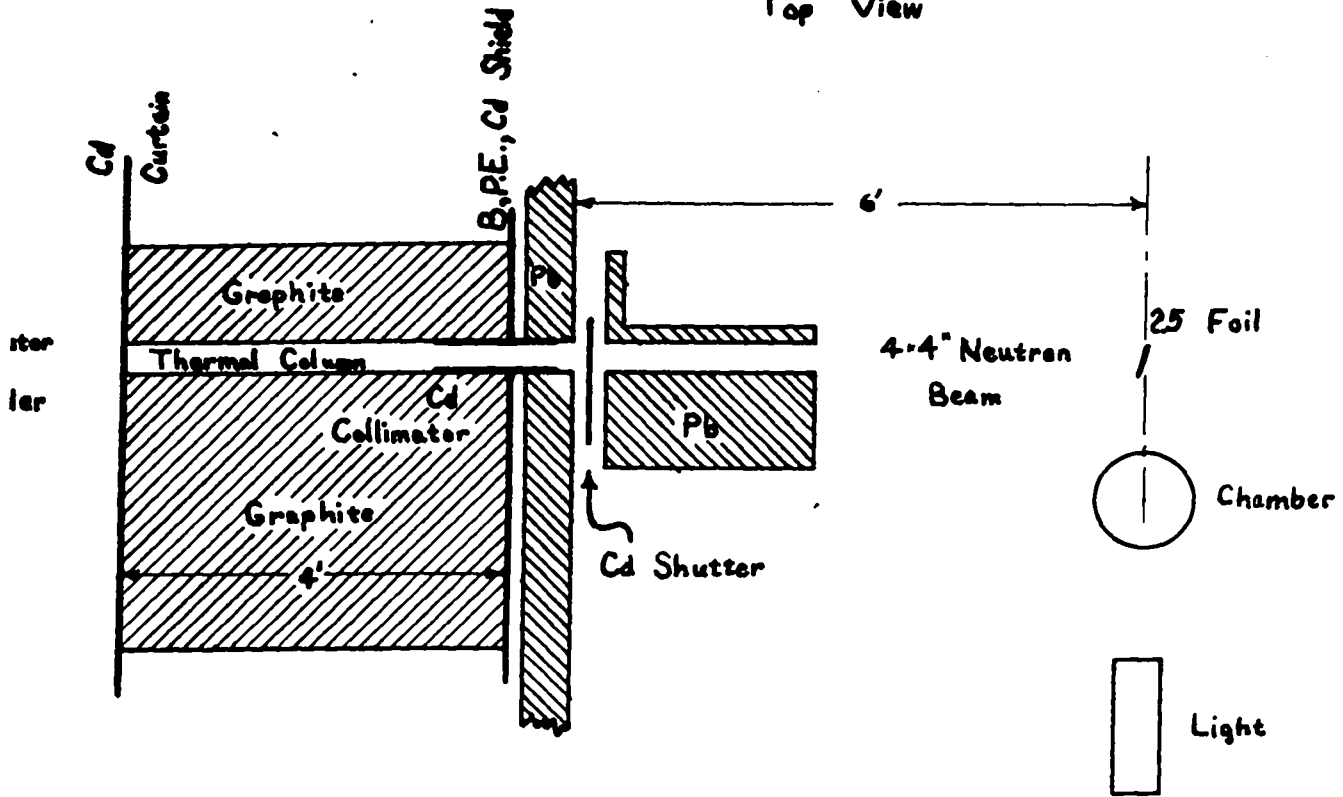 Top View
Cd
Curtain
B.P.E., Cd Shield
6'
Graphite
Pb
25 Foil
Thermal Column
4×4" Neutron
Beam
Cd
Collimator
Pb
Graphite
Chamber
4'
Cd Shutter
Light